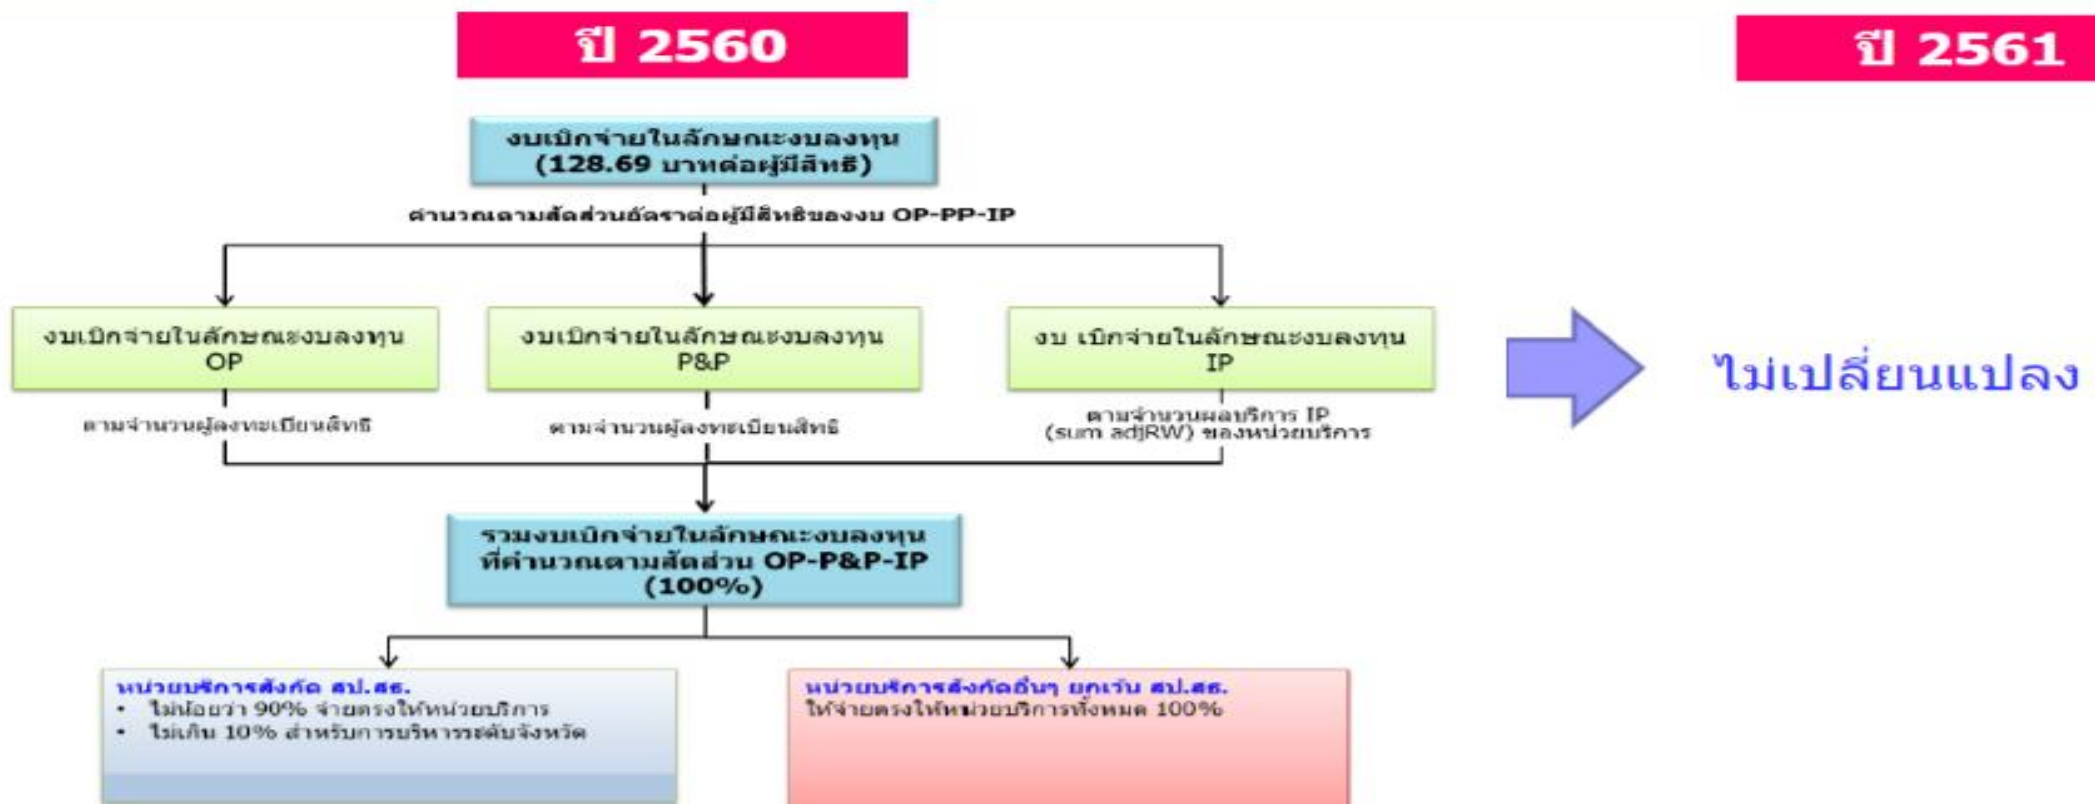 ปี 2560
ปี 2561
งบเบิกจ่ายในลักษณะงบลงทุน
(128.69 บาทต่อผู้มีสิทธิ)
คำนวณตามสัดส่วนอัตราต่อผู้มีสิทธิของงบ OP-PP-IP
งบเบิกจ่ายในลักษณะงบลงทุน
OP
งบเบิกจ่ายในลักษณะงบลงทุน
P&P
งบ เบิกจ่ายในลักษณะงบลงทุน
IP
ไม่เปลี่ยนแปลง
ตามจำนวนผู้ลงทะเบียนสิทธิ
ตามจำนวนผู้ลงทะเบียนสิทธิ
ตามจำนวนผลบริการ IP
(sum adjRW) ของหน่วยบริการ
รวมงบเบิกจ่ายในลักษณะงบลงทุน
ที่คำนวณตามสัดส่วน OP-P&P-IP
(100%)
หน่วยบริการสังกัด สป.สธ.
• ไม่น้อยกว่า 90% จ่ายตรงให้หน่วยบริการ
• ไม่เกิน 10% สำหรับการบริหารระดับจังหวัด
หน่วยบริการสังกัดอื่นๆ ยกเว้น สป.สธ.
ให้จ่ายตรงให้หน่วยบริการทั้งหมด 100%